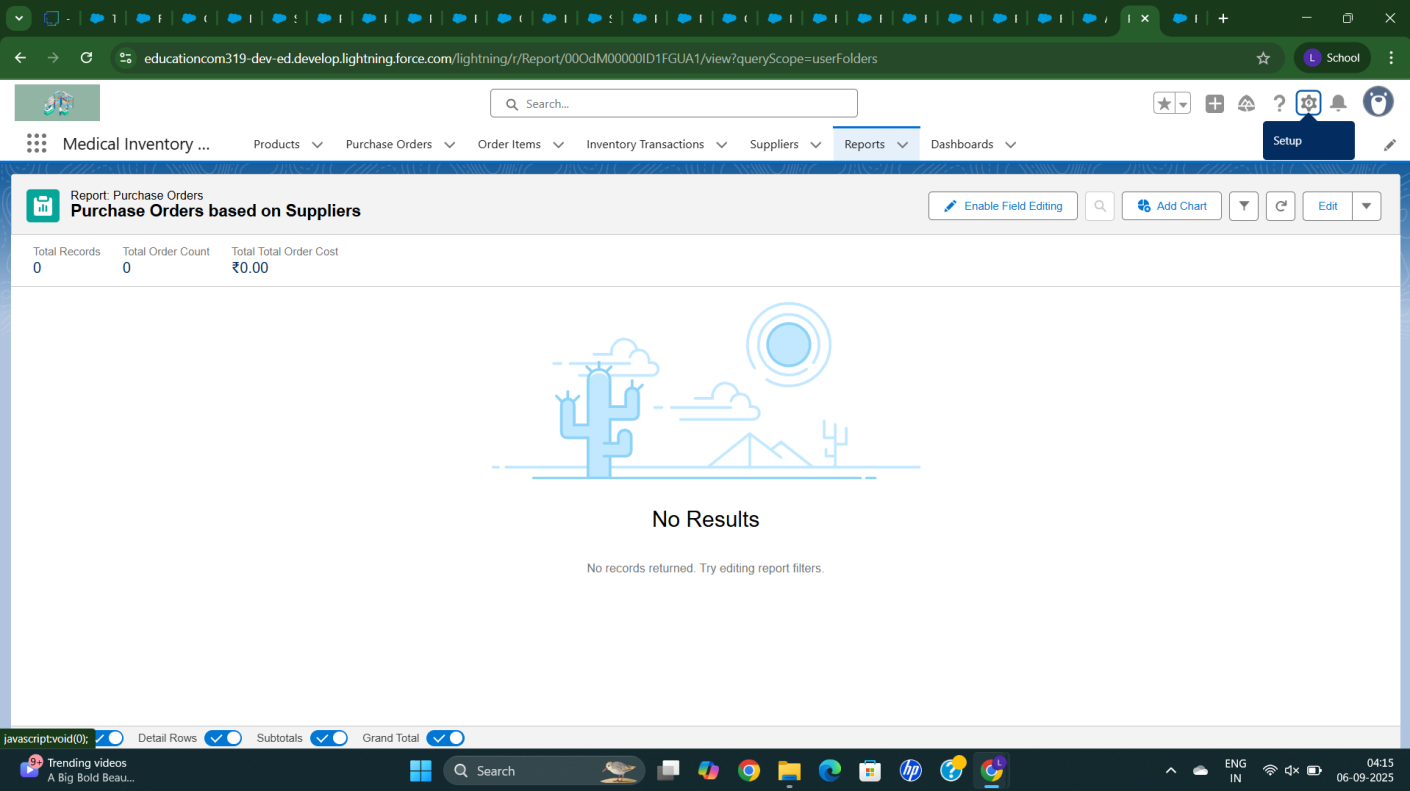 educationcom319-dev-ed.develop.lightning.force.com/lightning/r/Report/00OdM00000ID1FGUA1/view?queryScope=userFolders
L School
Search...
Setup
Medical Inventory ...
Products
Purchase Orders
Order Items
Inventory Transactions
Suppliers
Reports
Dashboards
Report: Purchase Orders
Purchase Orders based on Suppliers
Enable Field Editing
Add Chart
Edit
Total Records
Total Order Count
Total Total Order Cost
0
0
₹0.00
No Results
No records returned. Try editing report filters.
javascript:void(0);
Detail Rows
Subtotals
Grand Total
9+
Trending videos
A Big Bold Beau...
Search
hp
L
ENG
IN
04:15
06-09-2025